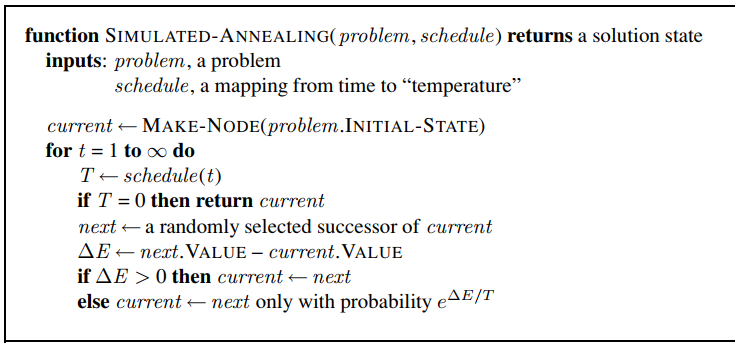 function SIMULATED-ANNEALING(problem, schedule) returns a solution state
inputs: problem, a problem
schedule, a mapping from time to “temperature”
current ← MAKE-NODE(problem.INITIAL-STATE)
for t = 1 to ∞ do
T ← schedule(t)
if T = 0 then return current
next ← a randomly selected successor of current
ΔE ← next.VALUE – current.VALUE
if ΔE > 0 then current ← next
else current ← next only with probability e^{ΔE/T}